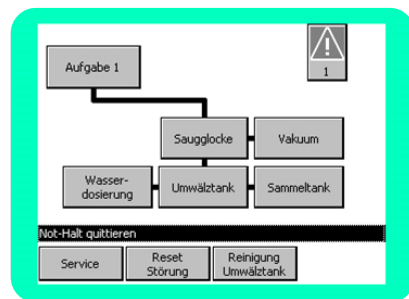 Aufgabe 1
1
Saugglocke
Vakuum
Wasser-
dosierung
Umwälztank
Sammeltank
Not-Halt quittieren
Service
Reset
Störung
Reinigung
Umwälztank